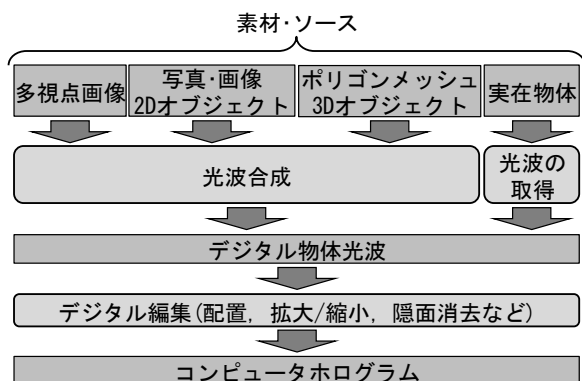 素材・ソース
多視点画像
写真・画像
2Dオブジェクト
ポリゴンメッシュ
3Dオブジェクト
実在物体
光波合成
光波の
取得
デジタル物体光波
デジタル編集(配置, 拡大/縮小, 隠面消去など)
コンピュータホログラム